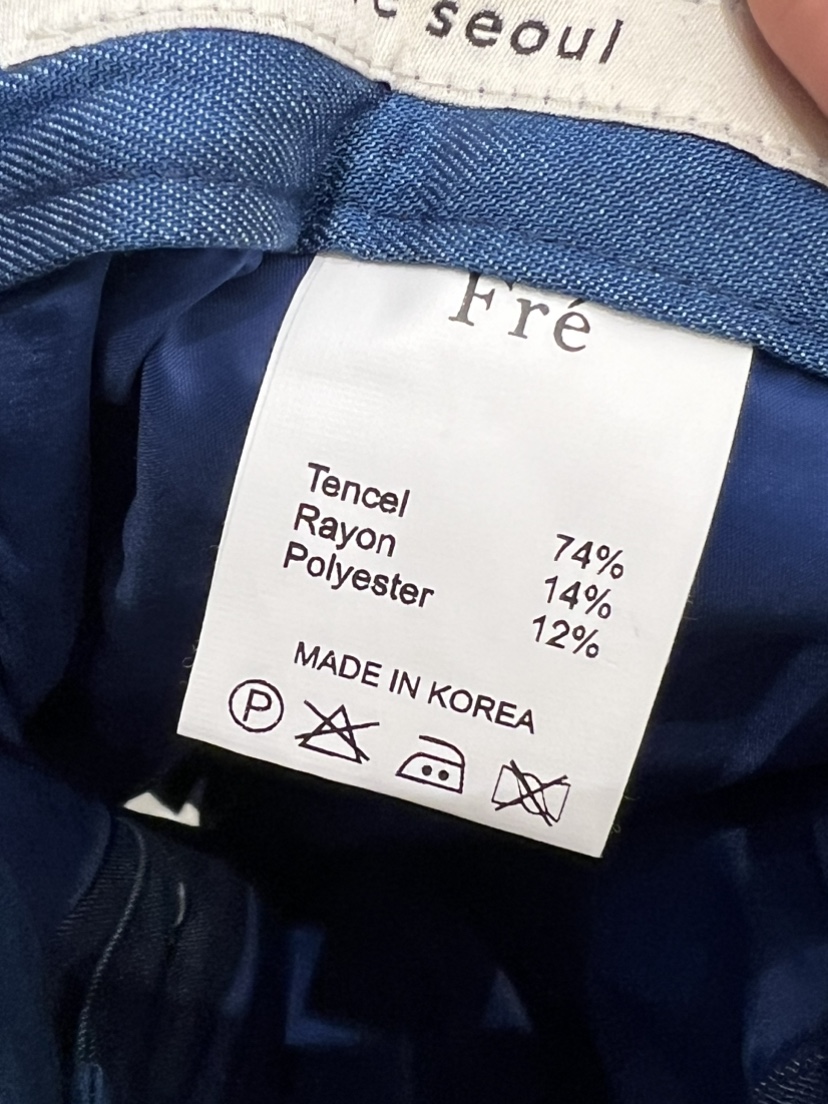 seoul
Fré
Tencel 74%
Rayon 14%
Polyester 12%
MADE IN KOREA
P